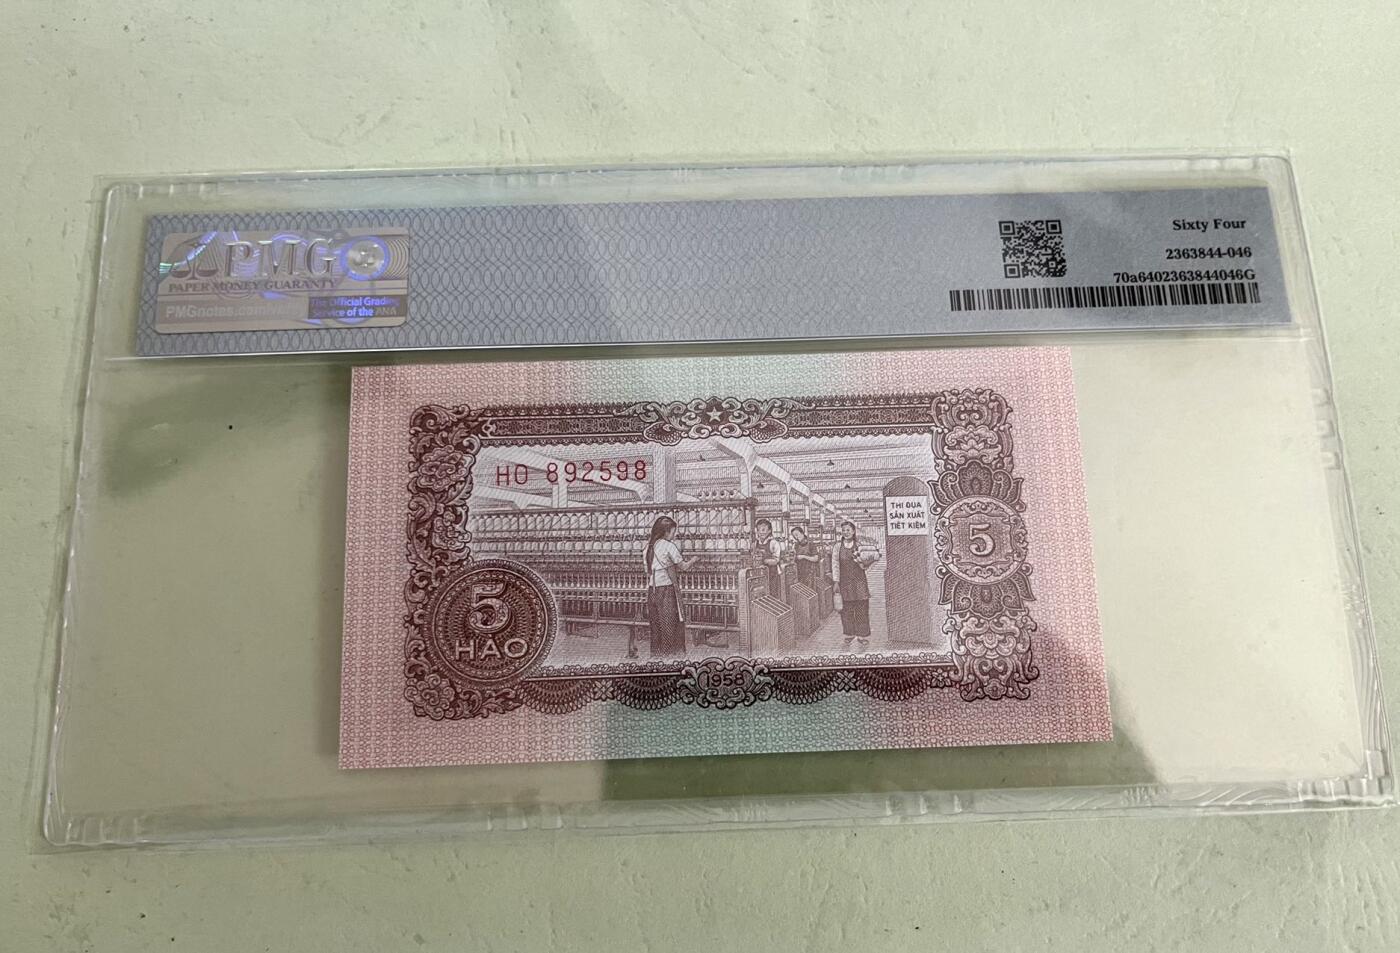 PMG
PAPER MONEY GUARANTY
PMGnotes.com/
The Official Grading
Service of the ANA
Sixty Four
2363844-046
70a6402363844046G
HO 892598
THI ĐUA
SẢN XUẤT
TIẾT KIỆM
5
5
HÀO
1958